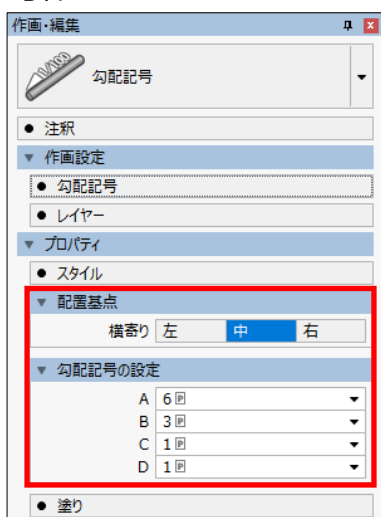 作画・編集
1/100
勾配記号
● 注釈
▼ 作画設定
● 勾配記号
● レイヤー
▼ プロパティ
● スタイル
▼ 配置基点
横寄り 左 中 右
▼ 勾配記号の設定
A 6 P
B 3 P
C 1 P
D 1 P
● 塗り